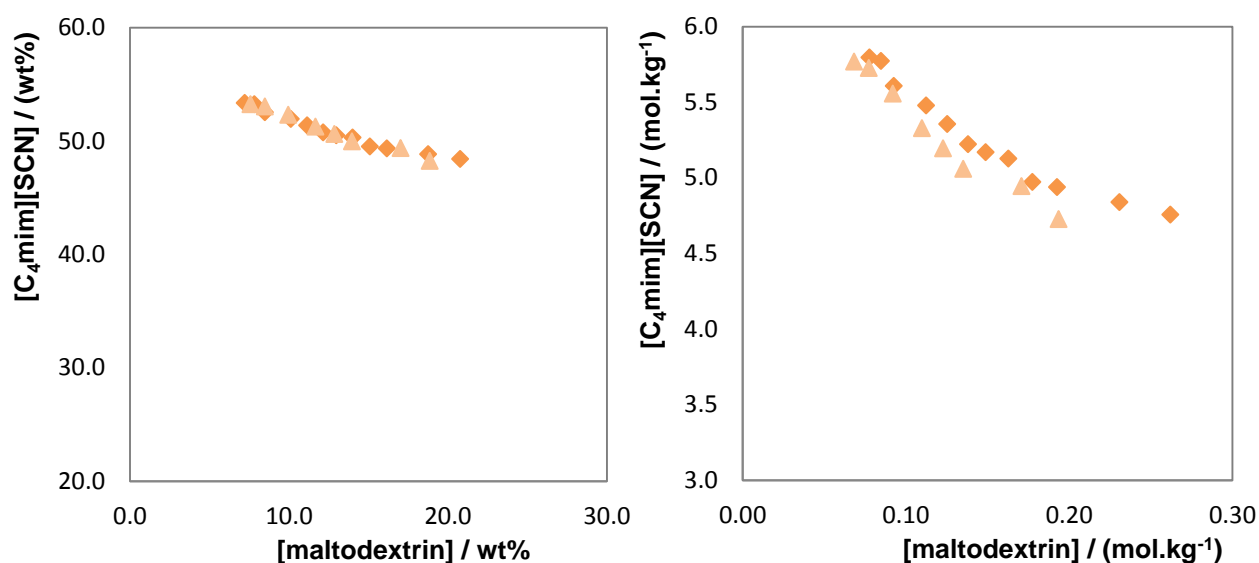 [C₄mim][SCN] / (wt%)
60.0
50.0
40.0
30.0
20.0
0.0 10.0 20.0 30.0
[maltodextrin] / wt%
[C₄mim][SCN] / (mol.kg⁻¹)
6.0
5.5
5.0
4.5
4.0
3.5
3.0
0.00 0.10 0.20 0.30
[maltodextrin] / (mol.kg⁻¹)